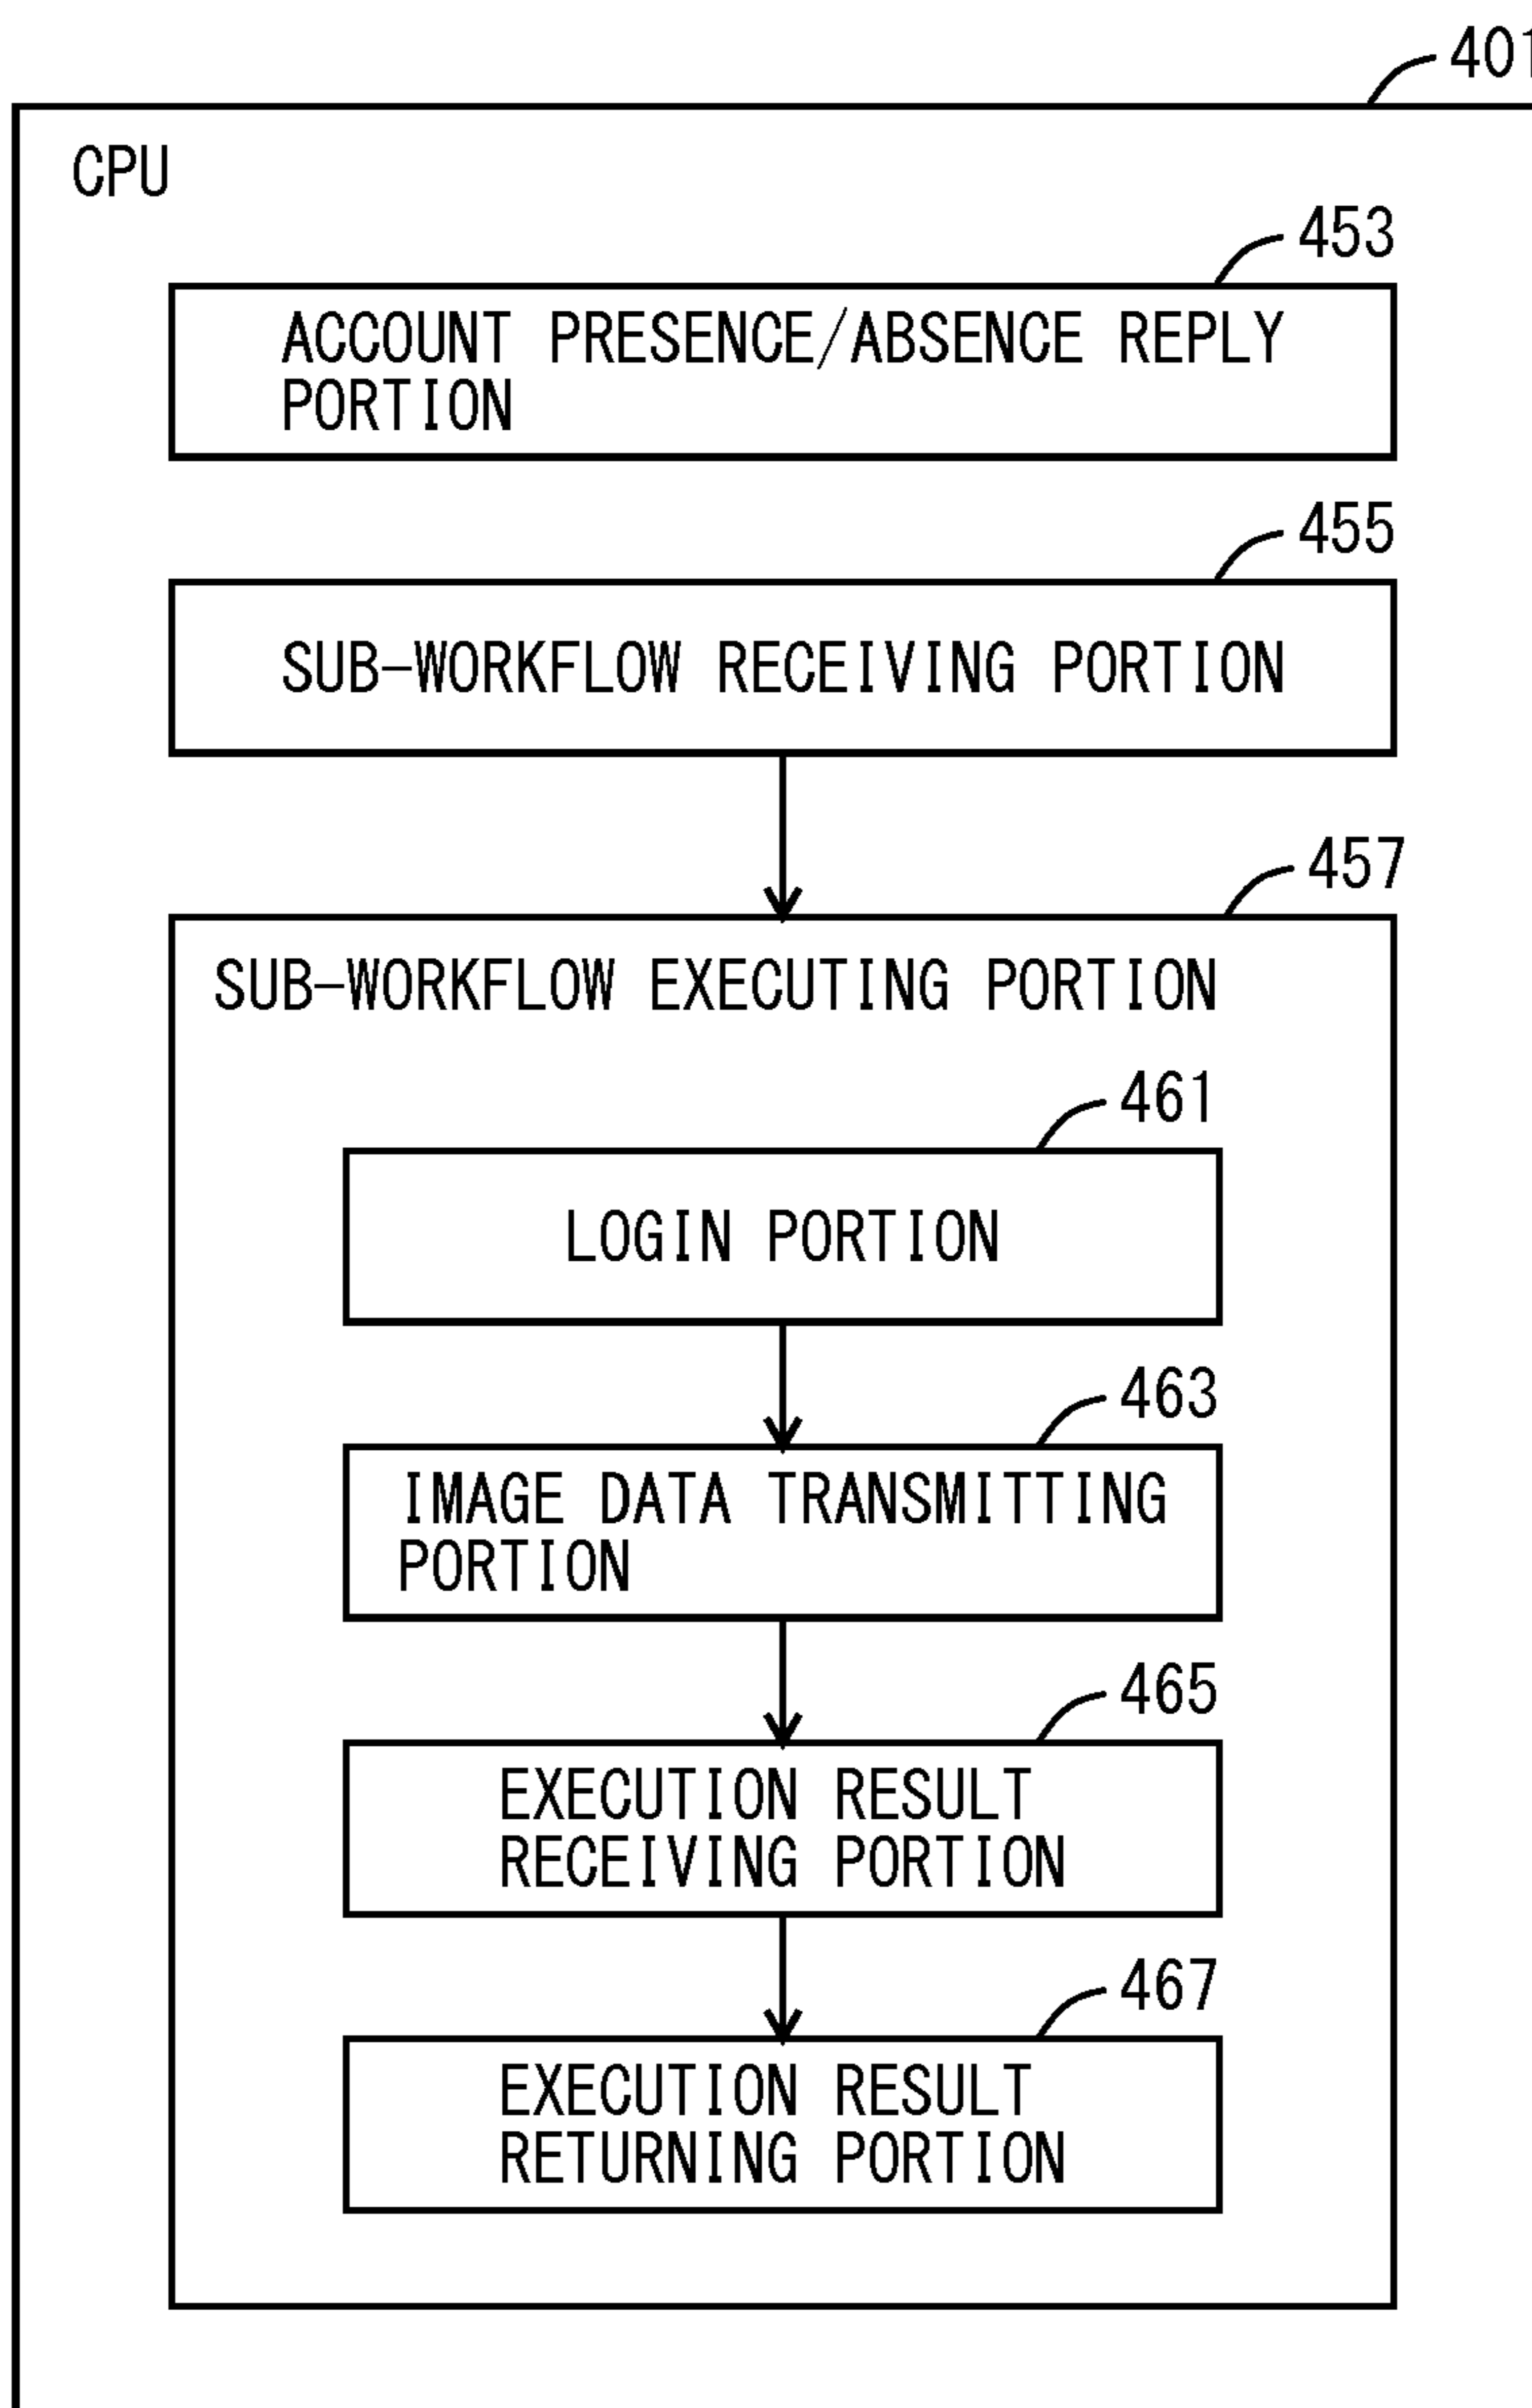 401
CPU
453
ACCOUNT PRESENCE/ABSENCE REPLY
PORTION
455
SUB-WORKFLOW RECEIVING PORTION
457
SUB-WORKFLOW EXECUTING PORTION
461
LOGIN PORTION
463
IMAGE DATA TRANSMITTING
PORTION
465
EXECUTION RESULT
RECEIVING PORTION
467
EXECUTION RESULT
RETURNING PORTION